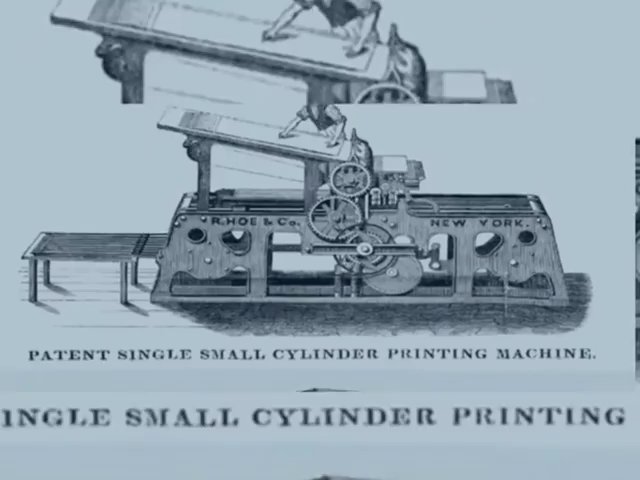 R. HOE & Co. NEW YORK.
PATENT SINGLE SMALL CYLINDER PRINTING MACHINE.
INGLE SMALL CYLINDER PRINTING